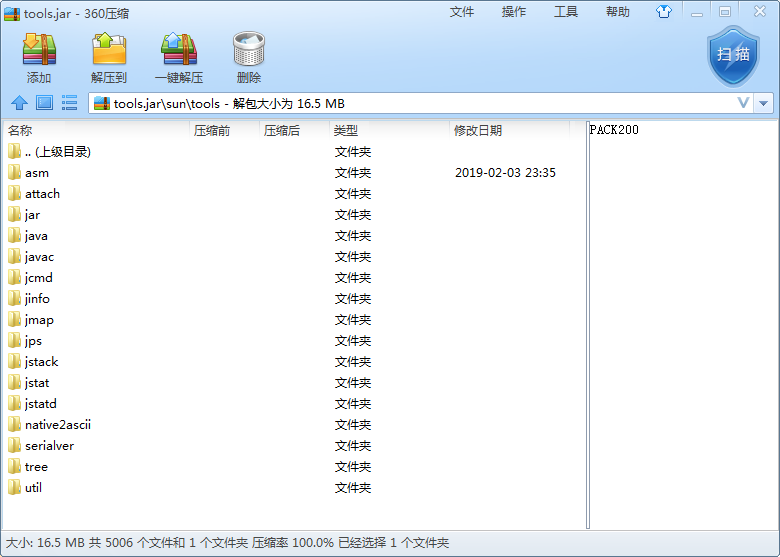 tools.jar - 360压缩
文件 操作 工具 帮助
添加 解压到 一键解压 删除 扫描
tools.jar\sun\tools - 解包大小为 16.5 MB
名称 压缩前 压缩后 类型 修改日期
PACK200
.. (上级目录) 文件夹
asm 文件夹 2019-02-03 23:35
attach 文件夹
jar 文件夹
java 文件夹
javac 文件夹
jcmd 文件夹
jinfo 文件夹
jmap 文件夹
jps 文件夹
jstack 文件夹
jstat 文件夹
jstatd 文件夹
native2ascii 文件夹
serialver 文件夹
tree 文件夹
util 文件夹
大小: 16.5 MB 共 5006 个文件和 1 个文件夹 压缩率 100.0% 已经选择 1 个文件夹